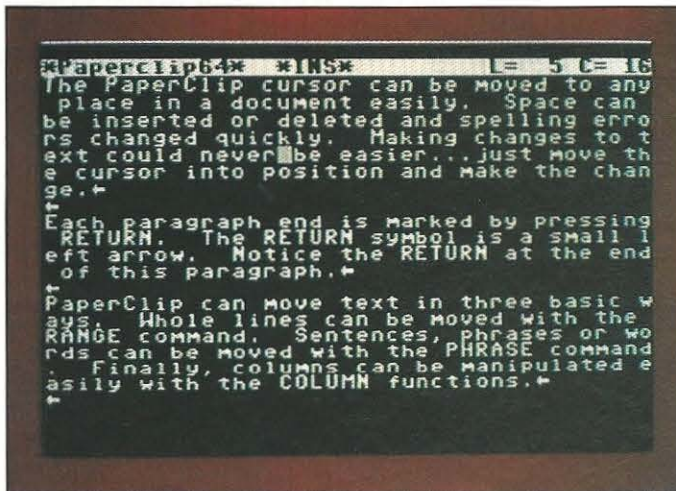 *Paperclip64* *INS* L= 5 C= 16
The PaperClip cursor can be moved to any
place in a document easily. Space can
be inserted or deleted and spelling erro
rs changed quickly. Making changes to t
ext could never be easier...just move th
e cursor into position and make the chan
ge.←
←
Each paragraph end is marked by pressing
RETURN. The RETURN symbol is a small l
eft arrow. Notice the RETURN at the end
of this paragraph.←
←
PaperClip can move text in three basic w
ays. Whole lines can be moved with the
RANGE command. Sentences, phrases or wo
rds can be moved with the PHRASE command
. Finally, columns can be manipulated e
asily with the COLUMN functions.←
←